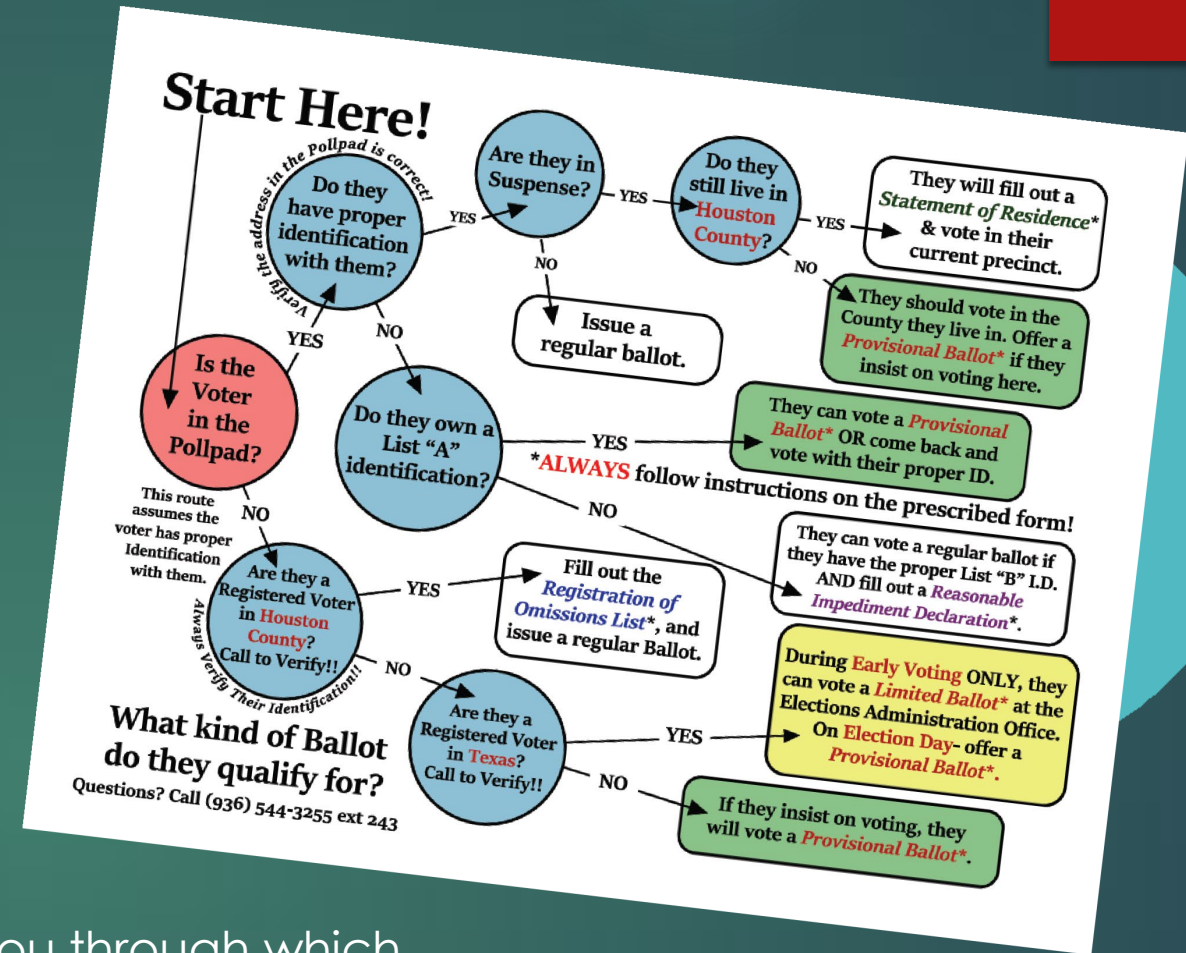 Start Here!
Verify the address in the Pollpad is correct!
Do they
have proper
identification
with them?
YES
Are they in
Suspense?
YES
Do they
still live in
Houston
County?
YES
They will fill out a
Statement of Residence*
& vote in their
current precinct.
NO
They should vote in the
County they live in. Offer a
Provisional Ballot* if they
insist on voting here.
NO
Issue a
regular ballot.
YES
NO
Is the
Voter
in the
Pollpad?
Do they own a
List "A"
identification?
YES
They can vote a Provisional
Ballot* OR come back and
vote with their proper ID.
*ALWAYS follow instructions on the prescribed form!
NO
They can vote a regular ballot if
they have the proper List "B" I.D.
AND fill out a Reasonable
Impediment Declaration*.
This route
assumes the
voter has proper
Identification
with them.
NO
Are they a
Registered Voter
in Houston
County?
Call to Verify!!
Always Verify Their Identification!!
YES
Fill out the
Registration of
Omissions List*, and
issue a regular Ballot.
NO
Are they a
Registered Voter
in Texas?
Call to Verify!!
YES
During Early Voting ONLY, they
can vote a Limited Ballot* at the
Elections Administration Office.
On Election Day- offer a
Provisional Ballot*.
NO
If they insist on voting, they
will vote a Provisional Ballot*.
What kind of Ballot
do they qualify for?
Questions? Call (936) 544-3255 ext 243
you through which